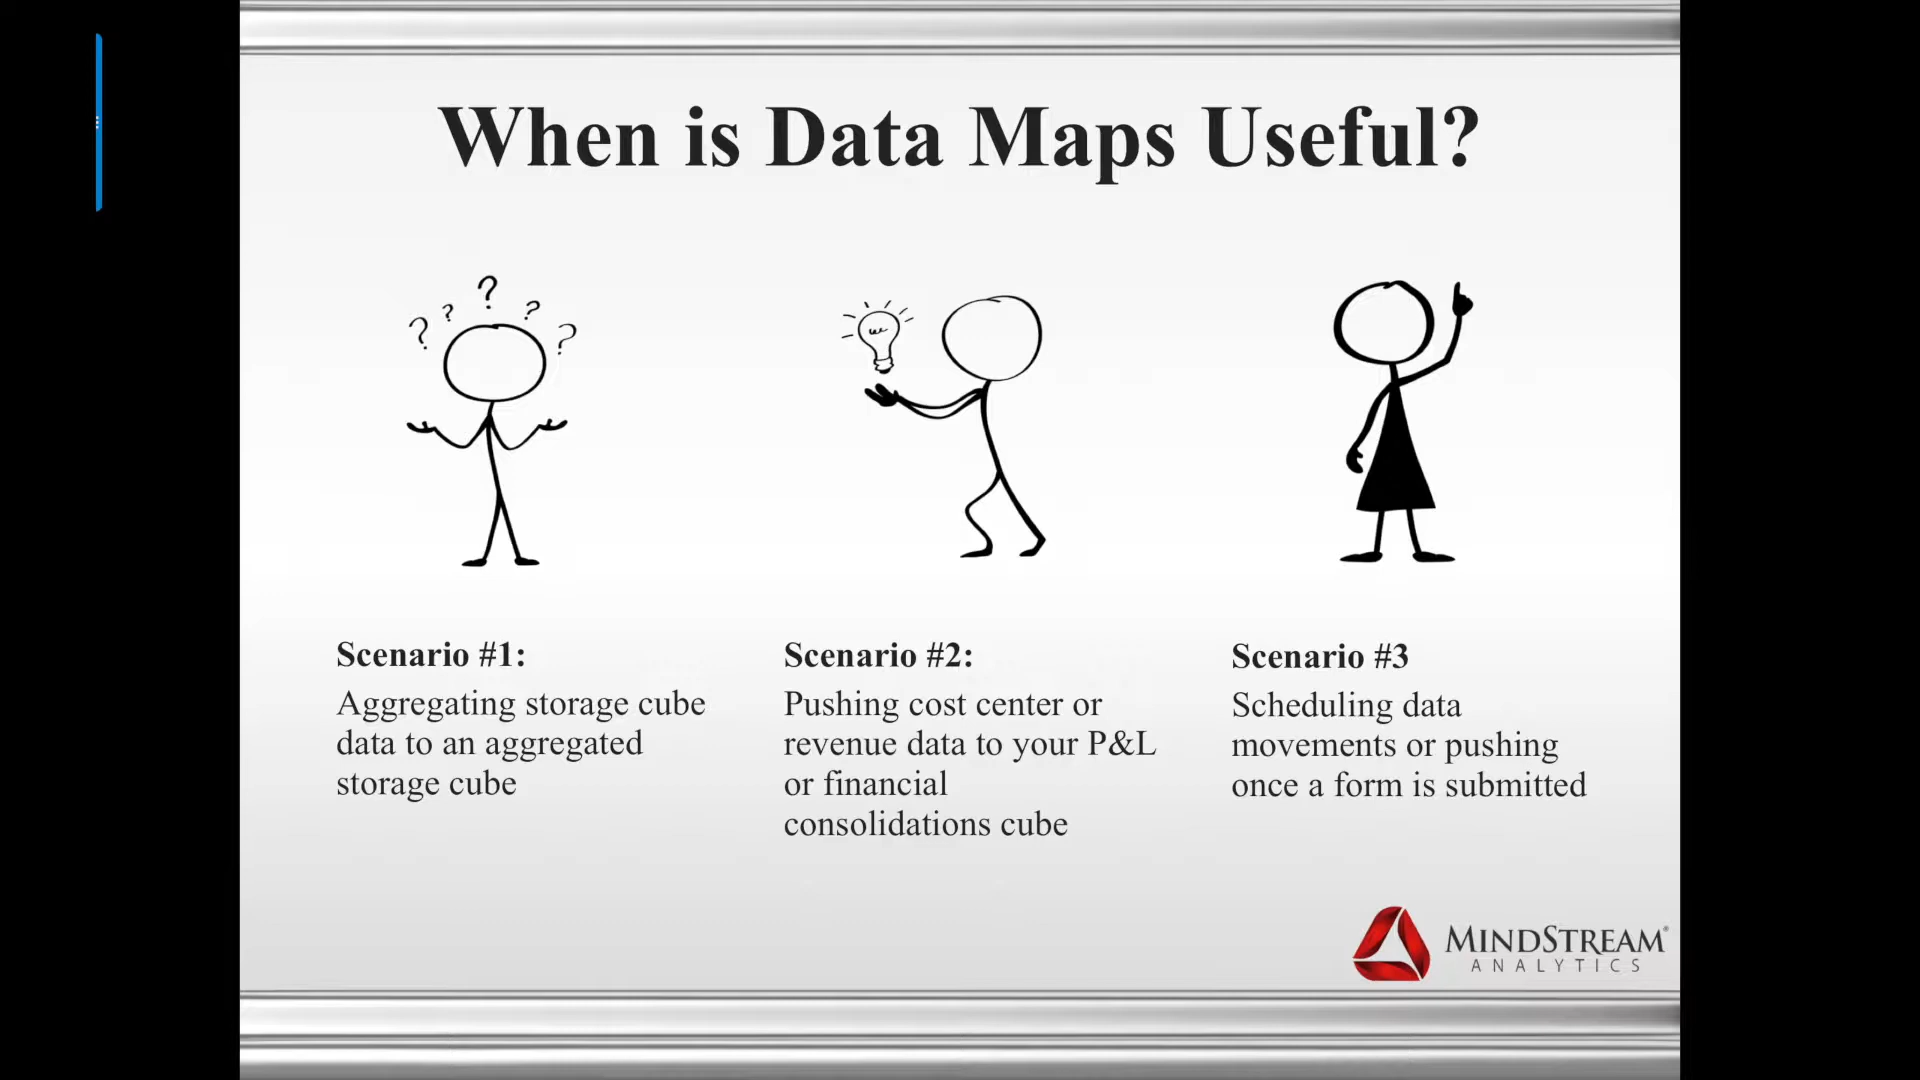 When is Data Maps Useful?
? ? ? ? ?
Scenario #1:
Aggregating storage cube
data to an aggregated
storage cube
Scenario #2:
Pushing cost center or
revenue data to your P&L
or financial
consolidations cube
Scenario #3
Scheduling data
movements or pushing
once a form is submitted
MINDSTREAM®
ANALYTICS